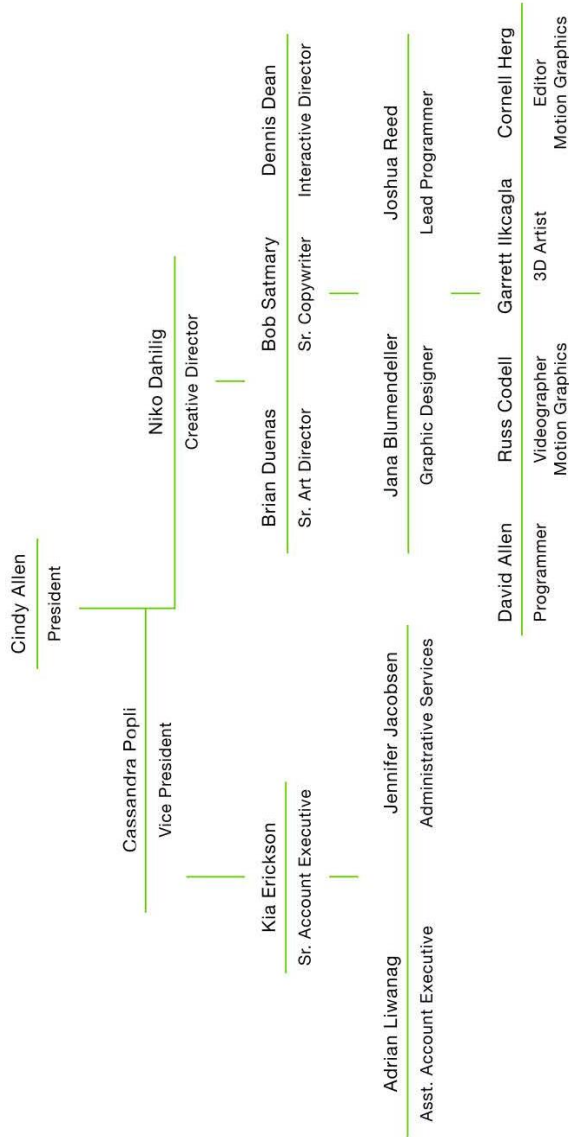 Cindy Allen
President
Cassandra Popli
Vice President
Niko Dahilig
Creative Director
Kia Erickson
Sr. Account Executive
Brian Duenas
Sr. Art Director
Bob Satmary
Sr. Copywriter
Dennis Dean
Interactive Director
Adrian Liwanag
Asst. Account Executive
Jennifer Jacobsen
Administrative Services
Jana Blumendeller
Graphic Designer
Joshua Reed
Lead Programmer
David Allen
Programmer
Russ Codell
Videographer
Motion Graphics
Garrett Ilkcagla
3D Artist
Cornell Herg
Editor
Motion Graphics